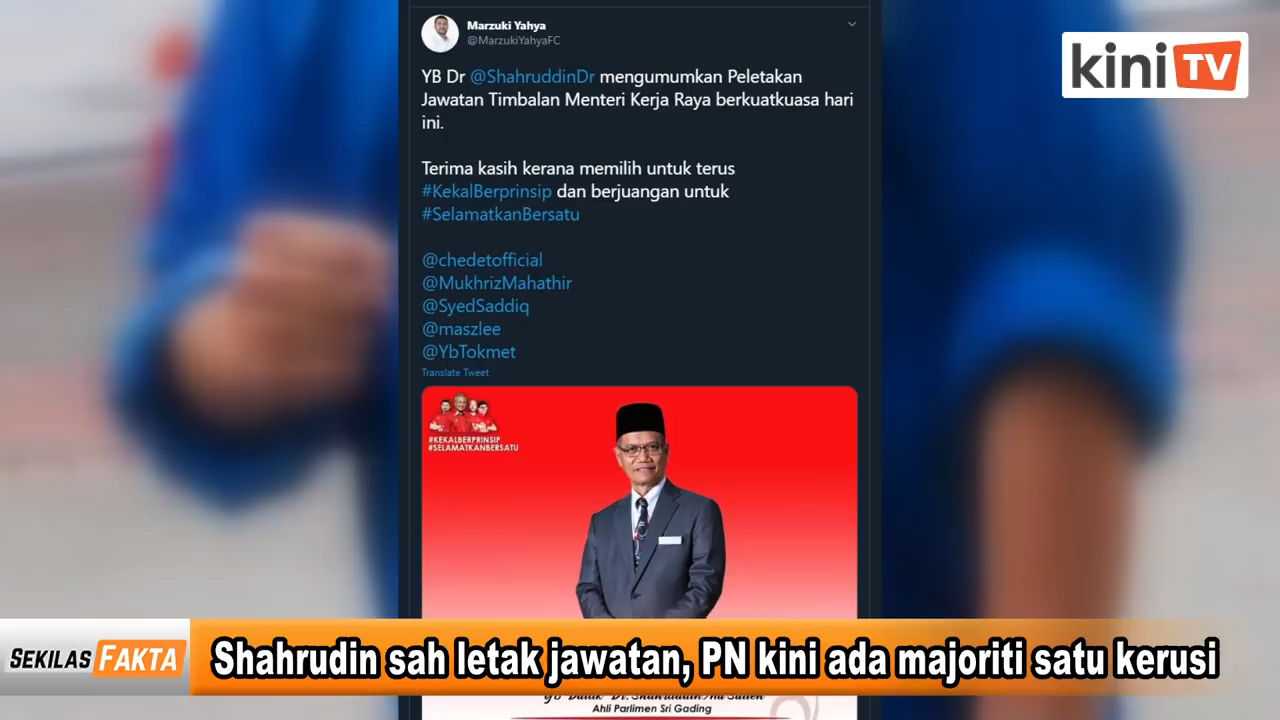 Marzuki Yahya
@MarzukiYahyaFC
kini TV
YB Dr @ShahruddinDr mengumumkan Peletakan
Jawatan Timbalan Menteri Kerja Raya berkuatkuasa hari
ini.
Terima kasih kerana memilih untuk terus
#KekalBerprinsip dan berjuangan untuk
#SelamatkanBersatu
@chedetofficial
@MukhrizMahathir
@SyedSaddiq
@maszlee
@YbTokmet
Translate Tweet
#KEKALBERPRINSIP
#SELAMATKANBERSATU
SEKILAS FAKTA
Shahrudin sah letak jawatan, PN kini ada majoriti satu kerusi
Ahli Parlimen Sri Gading